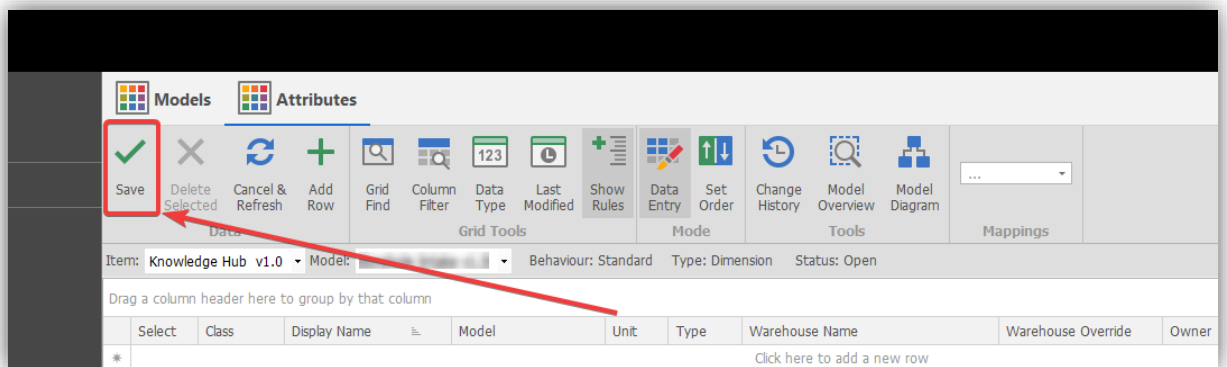 Models Attributes
Save Delete Selected Cancel & Refresh Add Row Grid Find Column Filter Data Type 123 Last Modified Show Rules Data Entry Set Order Change History Model Overview Model Diagram ...
Data Grid Tools Mode Tools Mappings
Item: Knowledge Hub v1.0 Model: Behaviour: Standard Type: Dimension Status: Open
Drag a column header here to group by that column
Select Class Display Name Model Unit Type Warehouse Name Warehouse Override Owner
Click here to add a new row